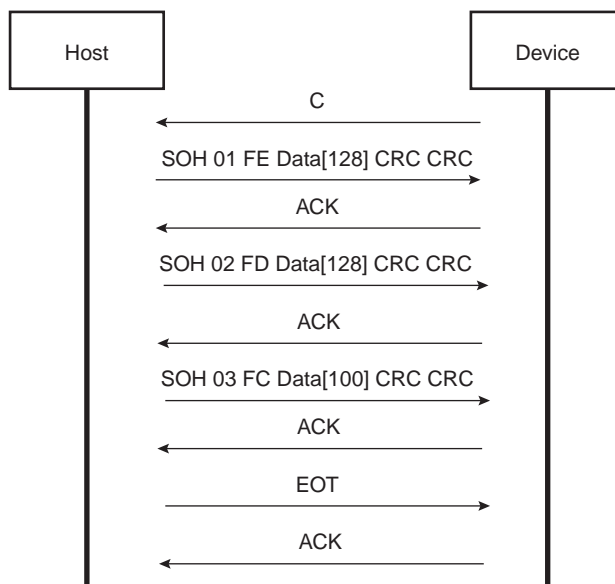 Host
Device
C
SOH 01 FE Data[128] CRC CRC
ACK
SOH 02 FD Data[128] CRC CRC
ACK
SOH 03 FC Data[100] CRC CRC
ACK
EOT
ACK